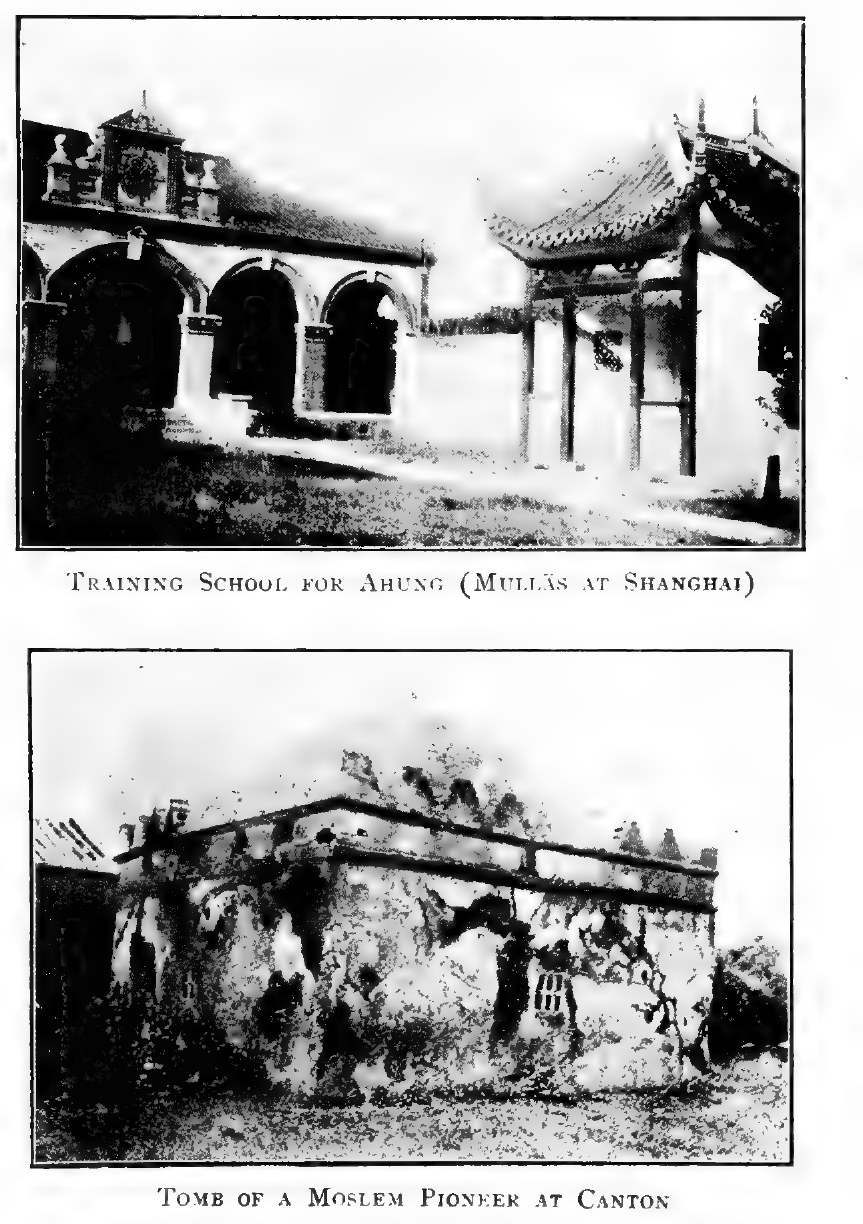 TRAINING SCHOOL FOR AHUNG (MULLĀS AT SHANGHAI)
TOMB OF A MOSLEM PIONEER AT CANTON